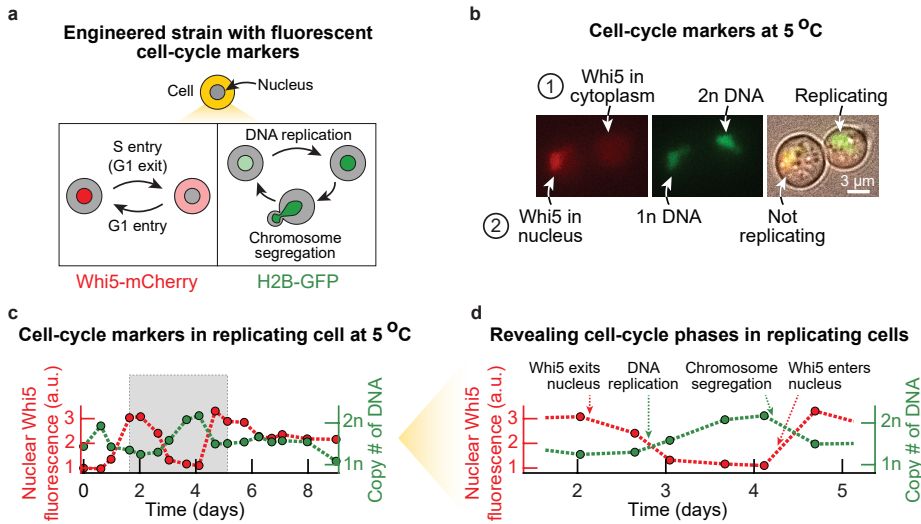 a
Engineered strain with fluorescent
cell-cycle markers
Cell
Nucleus
S entry
(G1 exit)
G1 entry
Whi5-mCherry
DNA replication
Chromosome
segregation
H2B-GFP
b
Cell-cycle markers at 5 °C
1
Whi5 in
cytoplasm
2n DNA
Replicating
3 µm
2
Whi5 in
nucleus
1n DNA
Not
replicating
c
Cell-cycle markers in replicating cell at 5 °C
Nuclear Whi5
fluorescence (a.u.)
3
2
1
2n
1n
Copy # of DNA
0 2 4 6 8
Time (days)
d
Revealing cell-cycle phases in replicating cells
Whi5 exits
nucleus
DNA
replication
Chromosome
segregation
Whi5 enters
nucleus
Nuclear Whi5
fluorescence (a.u.)
3
2
1
2n
1n
Copy # of DNA
2 3 4 5
Time (days)